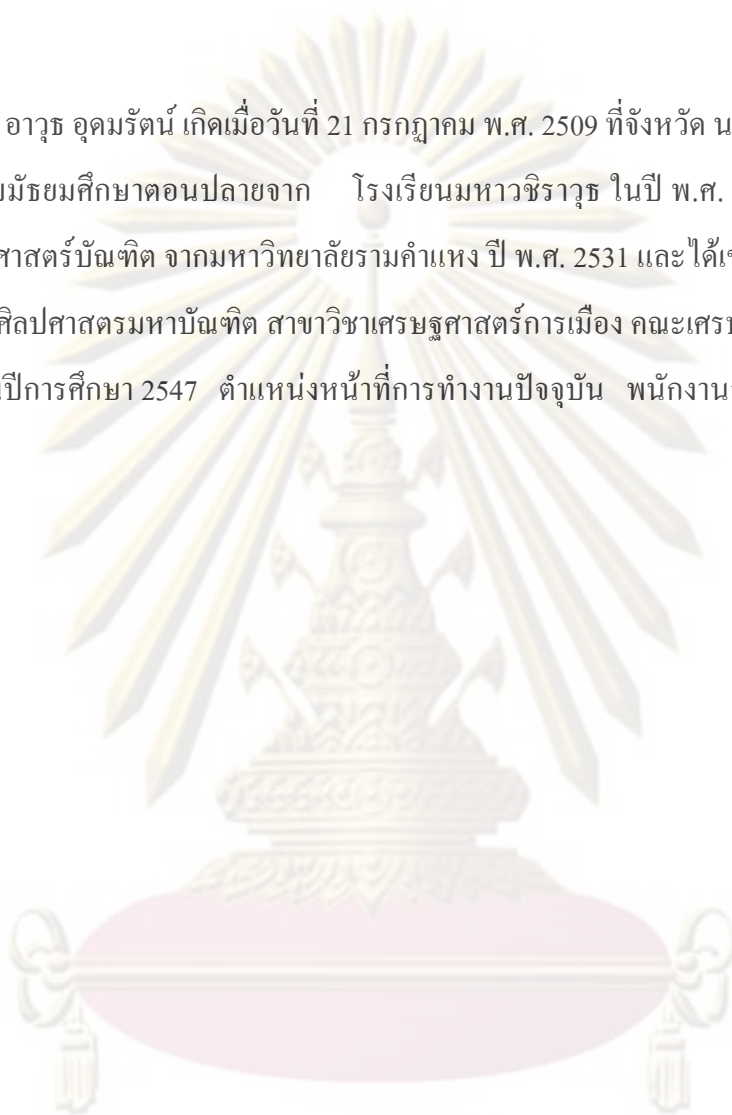 อาวุธ อุดมรัตน์ เกิดเมื่อวันที่ 21 กรกฎาคม พ.ศ. 2509 ที่จังหวัด น
มัธยมศึกษาตอนปลายจาก โรงเรียนมหาวชิราวุธ ในปี พ.ศ.
ศาสตร์บัณฑิต จากมหาวิทยาลัยรามคำแหง ปี พ.ศ. 2531 และได้เ
ศิลปศาสตรมหาบัณฑิต สาขาวิชาเศรษฐศาสตร์การเมือง คณะเศร
ปีการศึกษา 2547 ตำแหน่งหน้าที่การทำงานปัจจุบัน พนักงาน